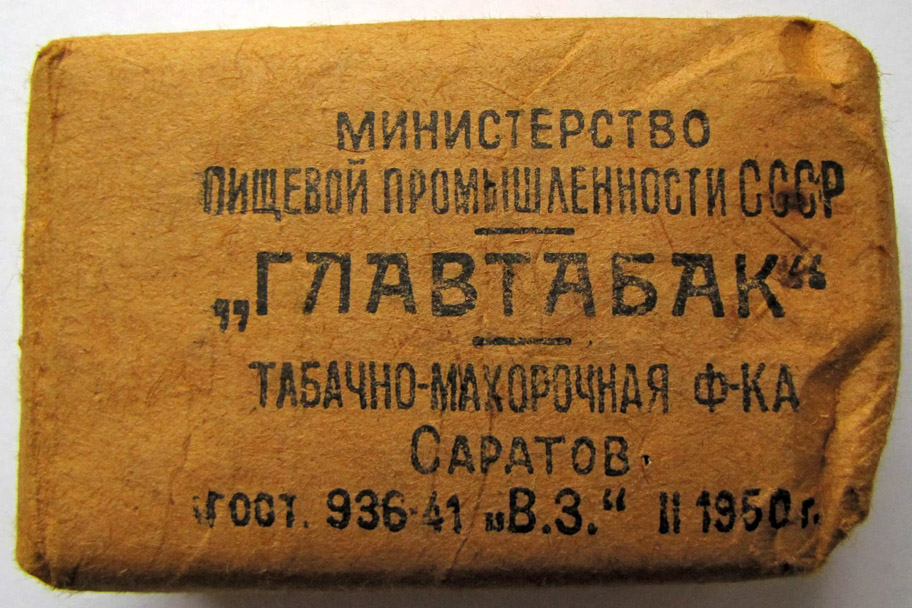 МИНИСТЕРСТВО
ПИЩЕВОЙ ПРОМЫШЛЕННОСТИ СССР
„ГЛАВТАБАК“
ТАБАЧНО-МАХОРОЧНАЯ Ф-КА
САРАТОВ.
ГОСТ. 936-41 „В.З.“ II 1950 г.